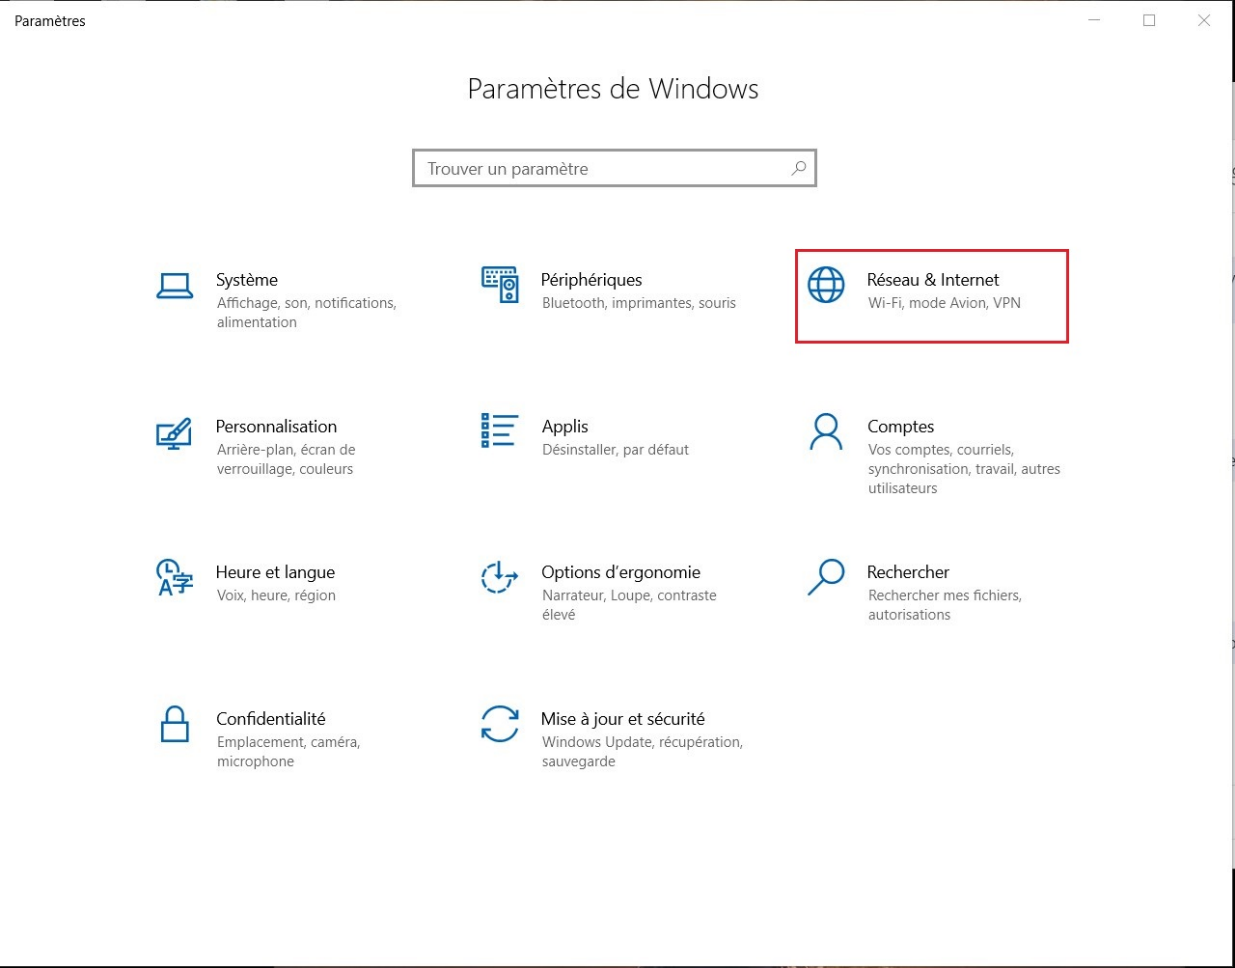 Paramètres
Paramètres de Windows
Trouver un paramètre
Système
Affichage, son, notifications,
alimentation
Périphériques
Bluetooth, imprimantes, souris
Réseau & Internet
Wi-Fi, mode Avion, VPN
Personnalisation
Arrière-plan, écran de
verrouillage, couleurs
Applis
Désinstaller, par défaut
Comptes
Vos comptes, courriels,
synchronisation, travail, autres
utilisateurs
Heure et langue
Voix, heure, région
Options d'ergonomie
Narrateur, Loupe, contraste
élevé
Rechercher
Rechercher mes fichiers,
autorisations
Confidentialité
Emplacement, caméra,
microphone
Mise à jour et sécurité
Windows Update, récupération,
sauvegarde